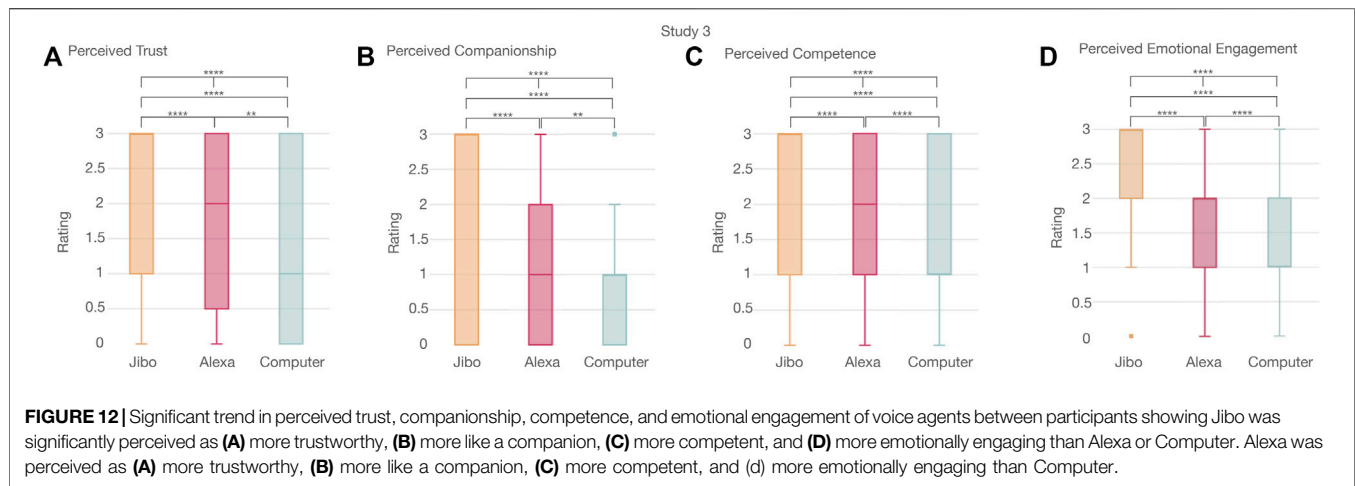 Study 3
A Perceived Trust
B Perceived Companionship
C Perceived Competence
D Perceived Emotional Engagement
****
****
**** **
Rating
3
2.5
2
1.5
1
0.5
0
Jibo Alexa Computer
****
****
**** **
Rating
3
2.5
2
1.5
1
0.5
0
Jibo Alexa Computer
****
****
**** ****
Rating
3
2.5
2
1.5
1
0.5
0
Jibo Alexa Computer
****
****
**** ****
Rating
3
2.5
2
1.5
1
0.5
0
Jibo Alexa Computer
FIGURE 12 | Significant trend in perceived trust, companionship, competence, and emotional engagement of voice agents between participants showing Jibo was
significantly perceived as (A) more trustworthy, (B) more like a companion, (C) more competent, and (D) more emotionally engaging than Alexa or Computer. Alexa was
perceived as (A) more trustworthy, (B) more like a companion, (C) more competent, and (d) more emotionally engaging than Computer.